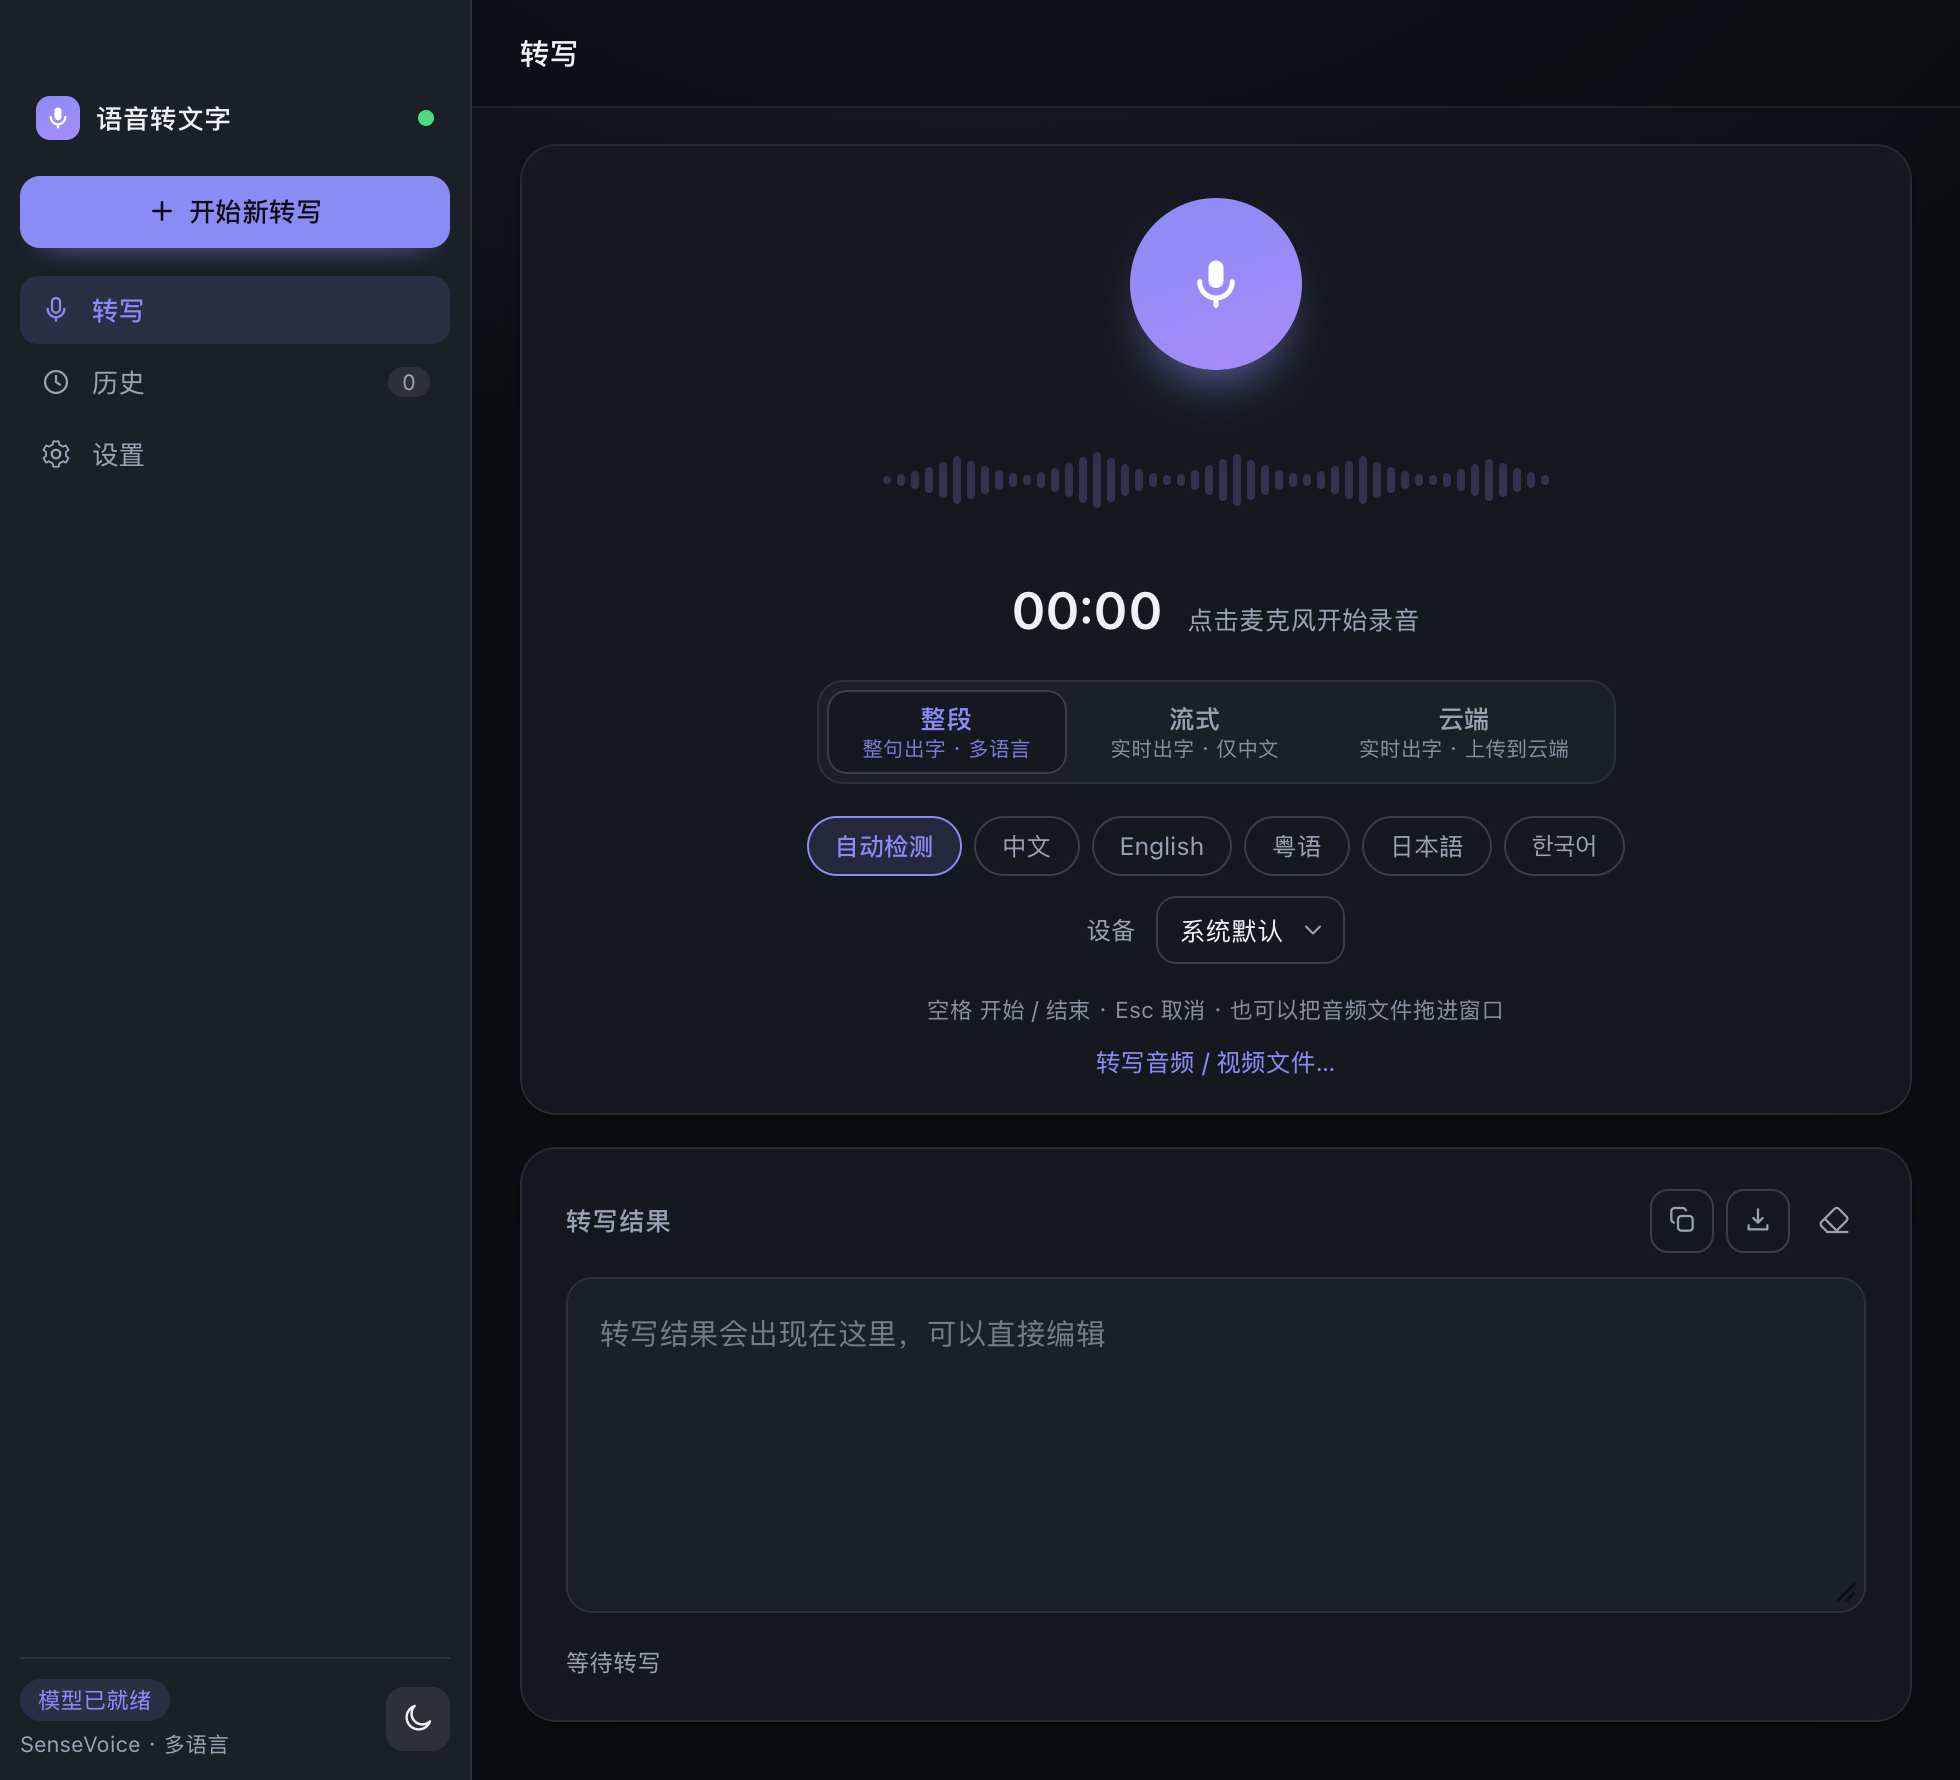 语音转文字
开始新转写
转写
历史 0
设置
模型已就绪
SenseVoice · 多语言
转写
00:00 点击麦克风开始录音
整段 流式 云端
整句出字 · 多语言 实时出字 · 仅中文 实时出字 · 上传到云端
自动检测 中文 English 粤语 日本語 한국어
设备 系统默认
空格 开始 / 结束 · Esc 取消 · 也可以把音频文件拖进窗口
转写音频 / 视频文件...
转写结果
转写结果会出现在这里，可以直接编辑
等待转写